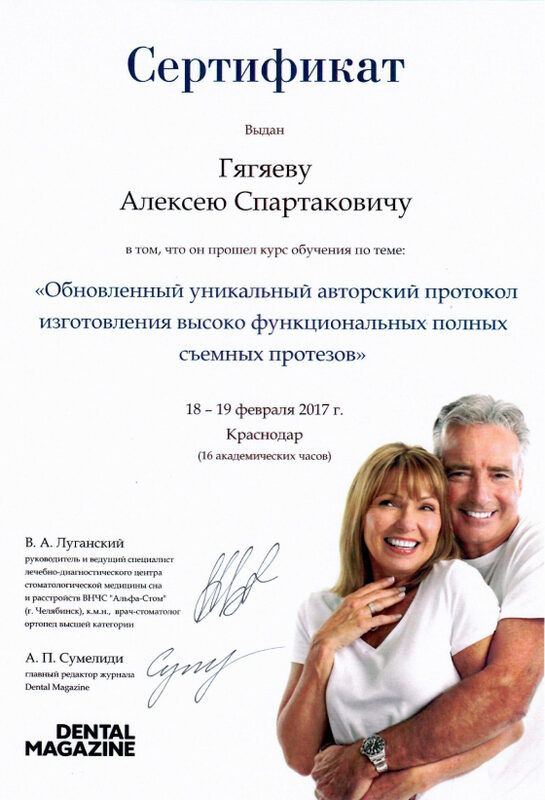 Сертификат
Выдан
Гягяеву
Алексею Спартаковичу
в том, что он прошел курс обучения по теме:
«Обновленный уникальный авторский протокол
изготовления высоко функциональных полных
съемных протезов»
18 – 19 февраля 2017 г.
Краснодар
(16 академических часов)
В. А. Луганский
руководитель и ведущий специалист
лечебно-диагностического центра
стоматологической медицины сна
и расстройств ВНЧС "Альфа-Стом"
(г. Челябинск), к.м.н., врач-стоматолог
ортопед высшей категории
А. П. Сумелиди
главный редактор журнала
Dental Magazine
DENTAL
MAGAZINE